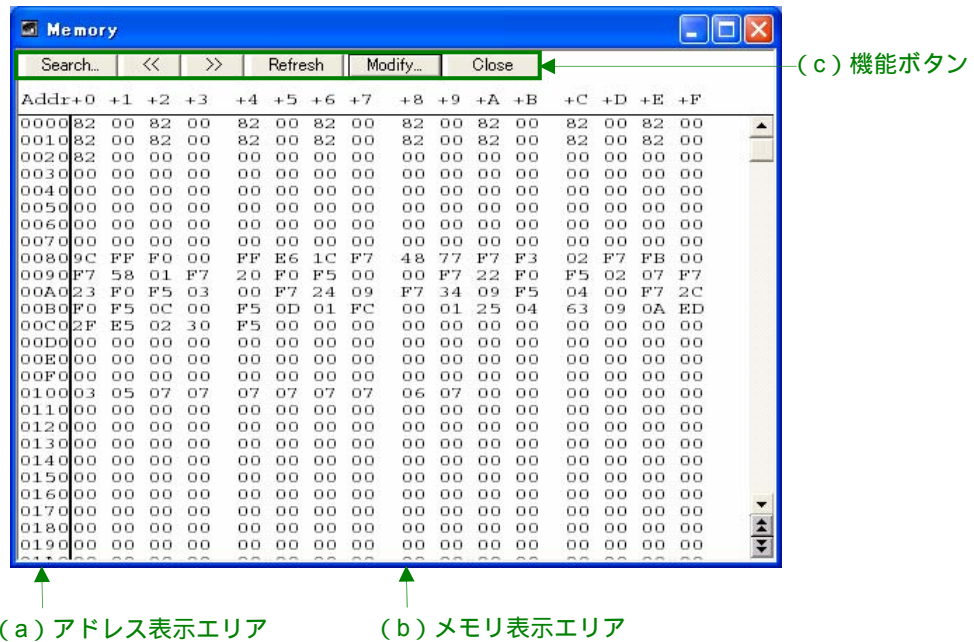 Memory
Search... << >> Refresh Modify... Close
(c)機能ボタン
Addr+0 +1 +2 +3 +4 +5 +6 +7 +8 +9 +A +B +C +D +E +F
0000 82 00 82 00 82 00 82 00 82 00 82 00 82 00 82 00
0010 82 00 82 00 82 00 82 00 82 00 82 00 82 00 82 00
0020 82 00 00 00 00 00 00 00 00 00 00 00 00 00 00 00
0030 00 00 00 00 00 00 00 00 00 00 00 00 00 00 00 00
0040 00 00 00 00 00 00 00 00 00 00 00 00 00 00 00 00
0050 00 00 00 00 00 00 00 00 00 00 00 00 00 00 00 00
0060 00 00 00 00 00 00 00 00 00 00 00 00 00 00 00 00
0070 00 00 00 00 00 00 00 00 00 00 00 00 00 00 00 00
0080 9C FF F0 00 FF E6 1C F7 48 77 F7 F3 02 F7 FB 00
0090 F7 58 01 F7 20 F0 F5 00 00 F7 22 F0 F5 02 07 F7
00A0 23 F0 F5 03 00 F7 24 09 F7 34 09 F5 04 00 F7 2C
00B0 F0 F5 0C 00 F5 0D 01 FC 00 01 25 04 63 09 0A ED
00C0 2F E5 02 30 F5 00 00 00 00 00 00 00 00 00 00 00
00D0 00 00 00 00 00 00 00 00 00 00 00 00 00 00 00 00
00E0 00 00 00 00 00 00 00 00 00 00 00 00 00 00 00 00
00F0 00 00 00 00 00 00 00 00 00 00 00 00 00 00 00 00
0100 03 05 07 07 07 07 07 07 06 07 00 00 00 00 00 00
0110 00 00 00 00 00 00 00 00 00 00 00 00 00 00 00 00
0120 00 00 00 00 00 00 00 00 00 00 00 00 00 00 00 00
0130 00 00 00 00 00 00 00 00 00 00 00 00 00 00 00 00
0140 00 00 00 00 00 00 00 00 00 00 00 00 00 00 00 00
0150 00 00 00 00 00 00 00 00 00 00 00 00 00 00 00 00
0160 00 00 00 00 00 00 00 00 00 00 00 00 00 00 00 00
0170 00 00 00 00 00 00 00 00 00 00 00 00 00 00 00 00
0180 00 00 00 00 00 00 00 00 00 00 00 00 00 00 00 00
0190 00 00 00 00 00 00 00 00 00 00 00 00 00 00 00 00
(a)アドレス表示エリア (b)メモリ表示エリア